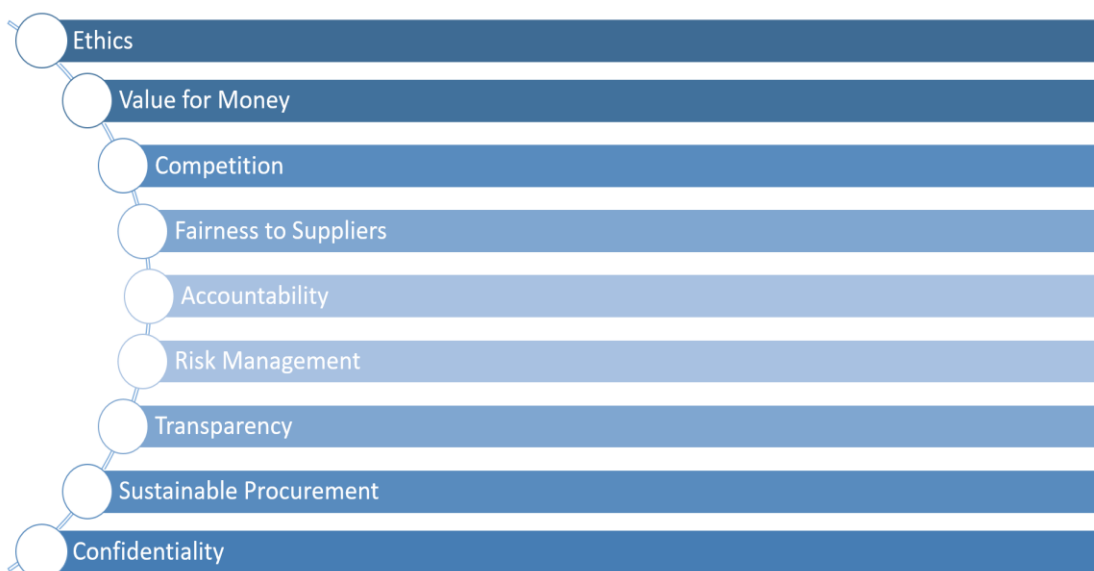 Ethics
Value for Money
Competition
Fairness to Suppliers
Accountability
Risk Management
Transparency
Sustainable Procurement
Confidentiality